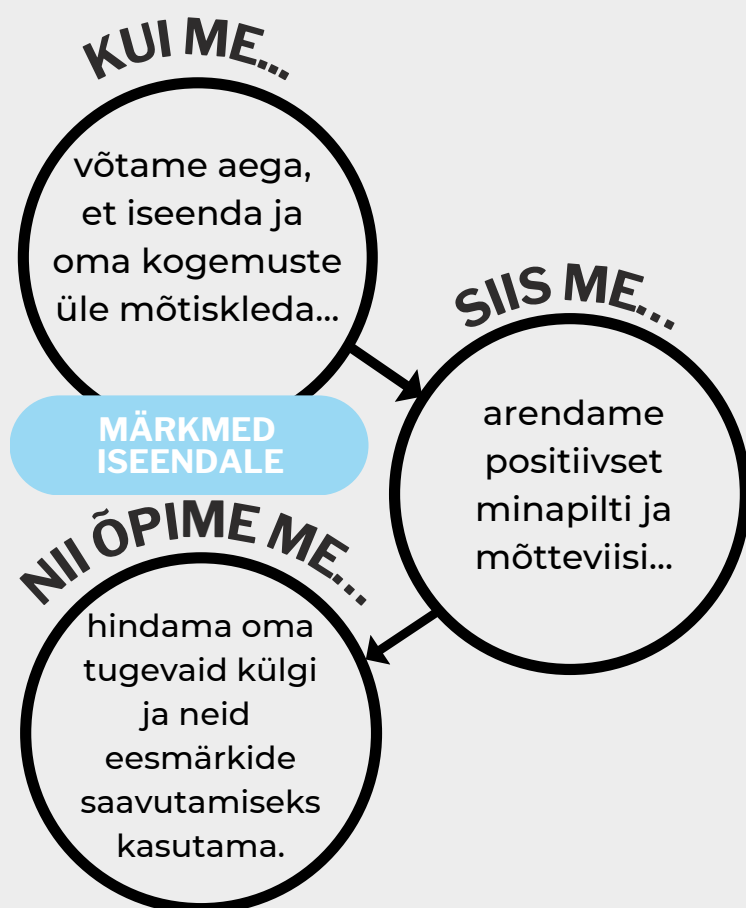 KUI ME...
võtame aega,
et iseenda ja
oma kogemuste
üle mõtiskleda...
SIIS ME...
arendame
positiivset
minapilti ja
mõtteviisi...
MÄRKMED
ISEENDALE
NII ÕPIME ME...
hindama oma
tugevaid külgi
ja neid
eesmärkide
saavutamiseks
kasutama.